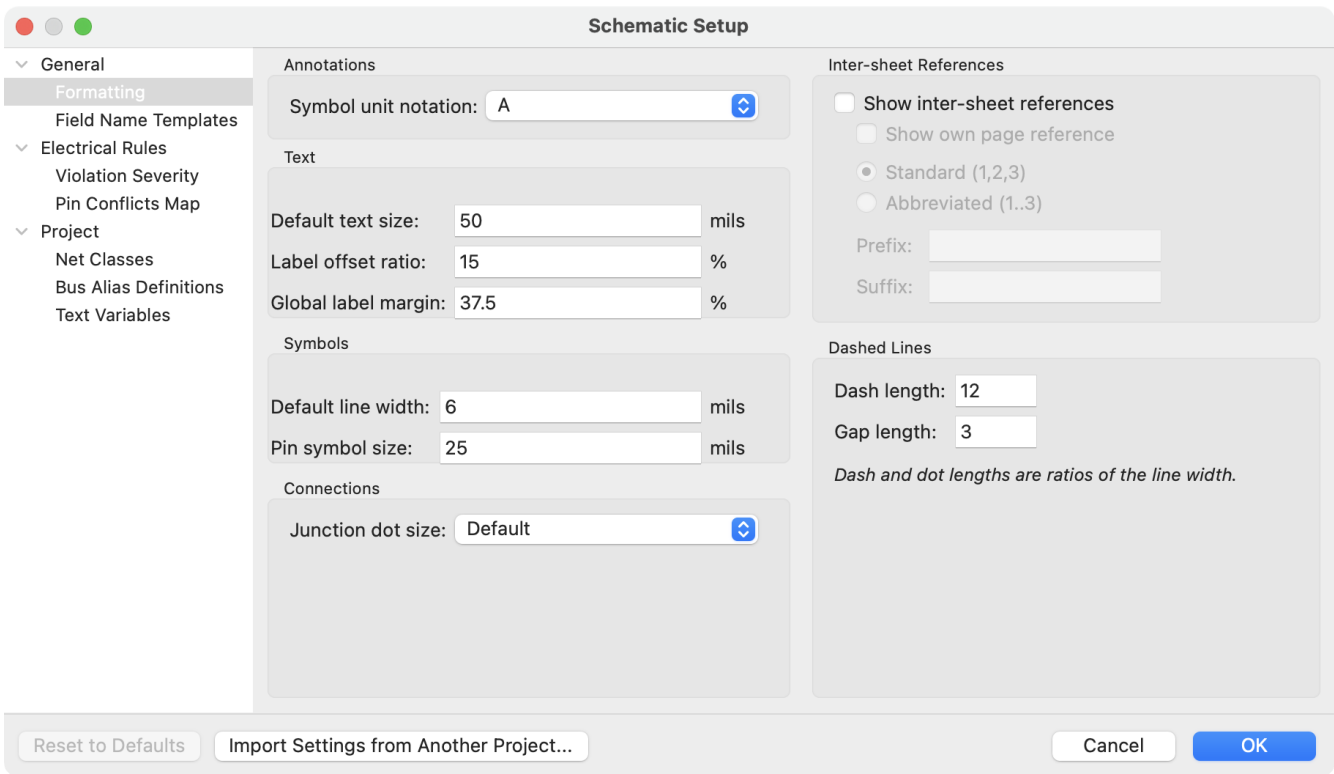 Schematic Setup
General
Formatting
Field Name Templates
Electrical Rules
Violation Severity
Pin Conflicts Map
Project
Net Classes
Bus Alias Definitions
Text Variables
Annotations
Symbol unit notation: A
Text
Default text size: 50 mils
Label offset ratio: 15 %
Global label margin: 37.5 %
Symbols
Default line width: 6 mils
Pin symbol size: 25 mils
Connections
Junction dot size: Default
Inter-sheet References
Show inter-sheet references
Show own page reference
Standard (1,2,3)
Abbreviated (1..3)
Prefix:
Suffix:
Dashed Lines
Dash length: 12
Gap length: 3
Dash and dot lengths are ratios of the line width.
Reset to Defaults
Import Settings from Another Project...
Cancel
OK